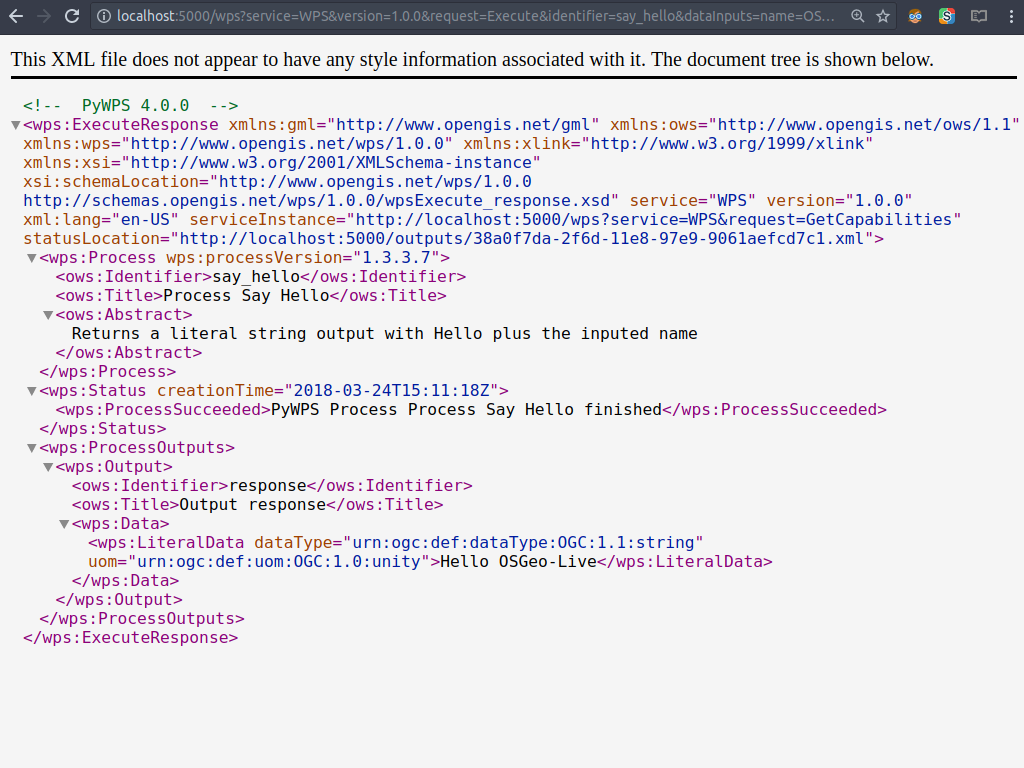 localhost:5000/wps?service=WPS&version=1.0.0&request=Execute&identifier=say_hello&dataInputs=name=OS...
This XML file does not appear to have any style information associated with it. The document tree is shown below.
<!--  PyWPS 4.0.0  -->
<wps:ExecuteResponse xmlns:gml="http://www.opengis.net/gml" xmlns:ows="http://www.opengis.net/ows/1.1"
xmlns:wps="http://www.opengis.net/wps/1.0.0" xmlns:xlink="http://www.w3.org/1999/xlink"
xmlns:xsi="http://www.w3.org/2001/XMLSchema-instance"
xsi:schemaLocation="http://www.opengis.net/wps/1.0.0
http://schemas.opengis.net/wps/1.0.0/wpsExecute_response.xsd" service="WPS" version="1.0.0"
xml:lang="en-US" serviceInstance="http://localhost:5000/wps?service=WPS&request=GetCapabilities"
statusLocation="http://localhost:5000/outputs/38a0f7da-2f6d-11e8-97e9-9061aefcd7c1.xml">
<wps:Process wps:processVersion="1.3.3.7">
<ows:Identifier>say_hello</ows:Identifier>
<ows:Title>Process Say Hello</ows:Title>
<ows:Abstract>
Returns a literal string output with Hello plus the inputed name
</ows:Abstract>
</wps:Process>
<wps:Status creationTime="2018-03-24T15:11:18Z">
<wps:ProcessSucceeded>PyWPS Process Process Say Hello finished</wps:ProcessSucceeded>
</wps:Status>
<wps:ProcessOutputs>
<wps:Output>
<ows:Identifier>response</ows:Identifier>
<ows:Title>Output response</ows:Title>
<wps:Data>
<wps:LiteralData dataType="urn:ogc:def:dataType:OGC:1.1:string"
uom="urn:ogc:def:uom:OGC:1.0:unity">Hello OSGeo-Live</wps:LiteralData>
</wps:Data>
</wps:Output>
</wps:ProcessOutputs>
</wps:ExecuteResponse>